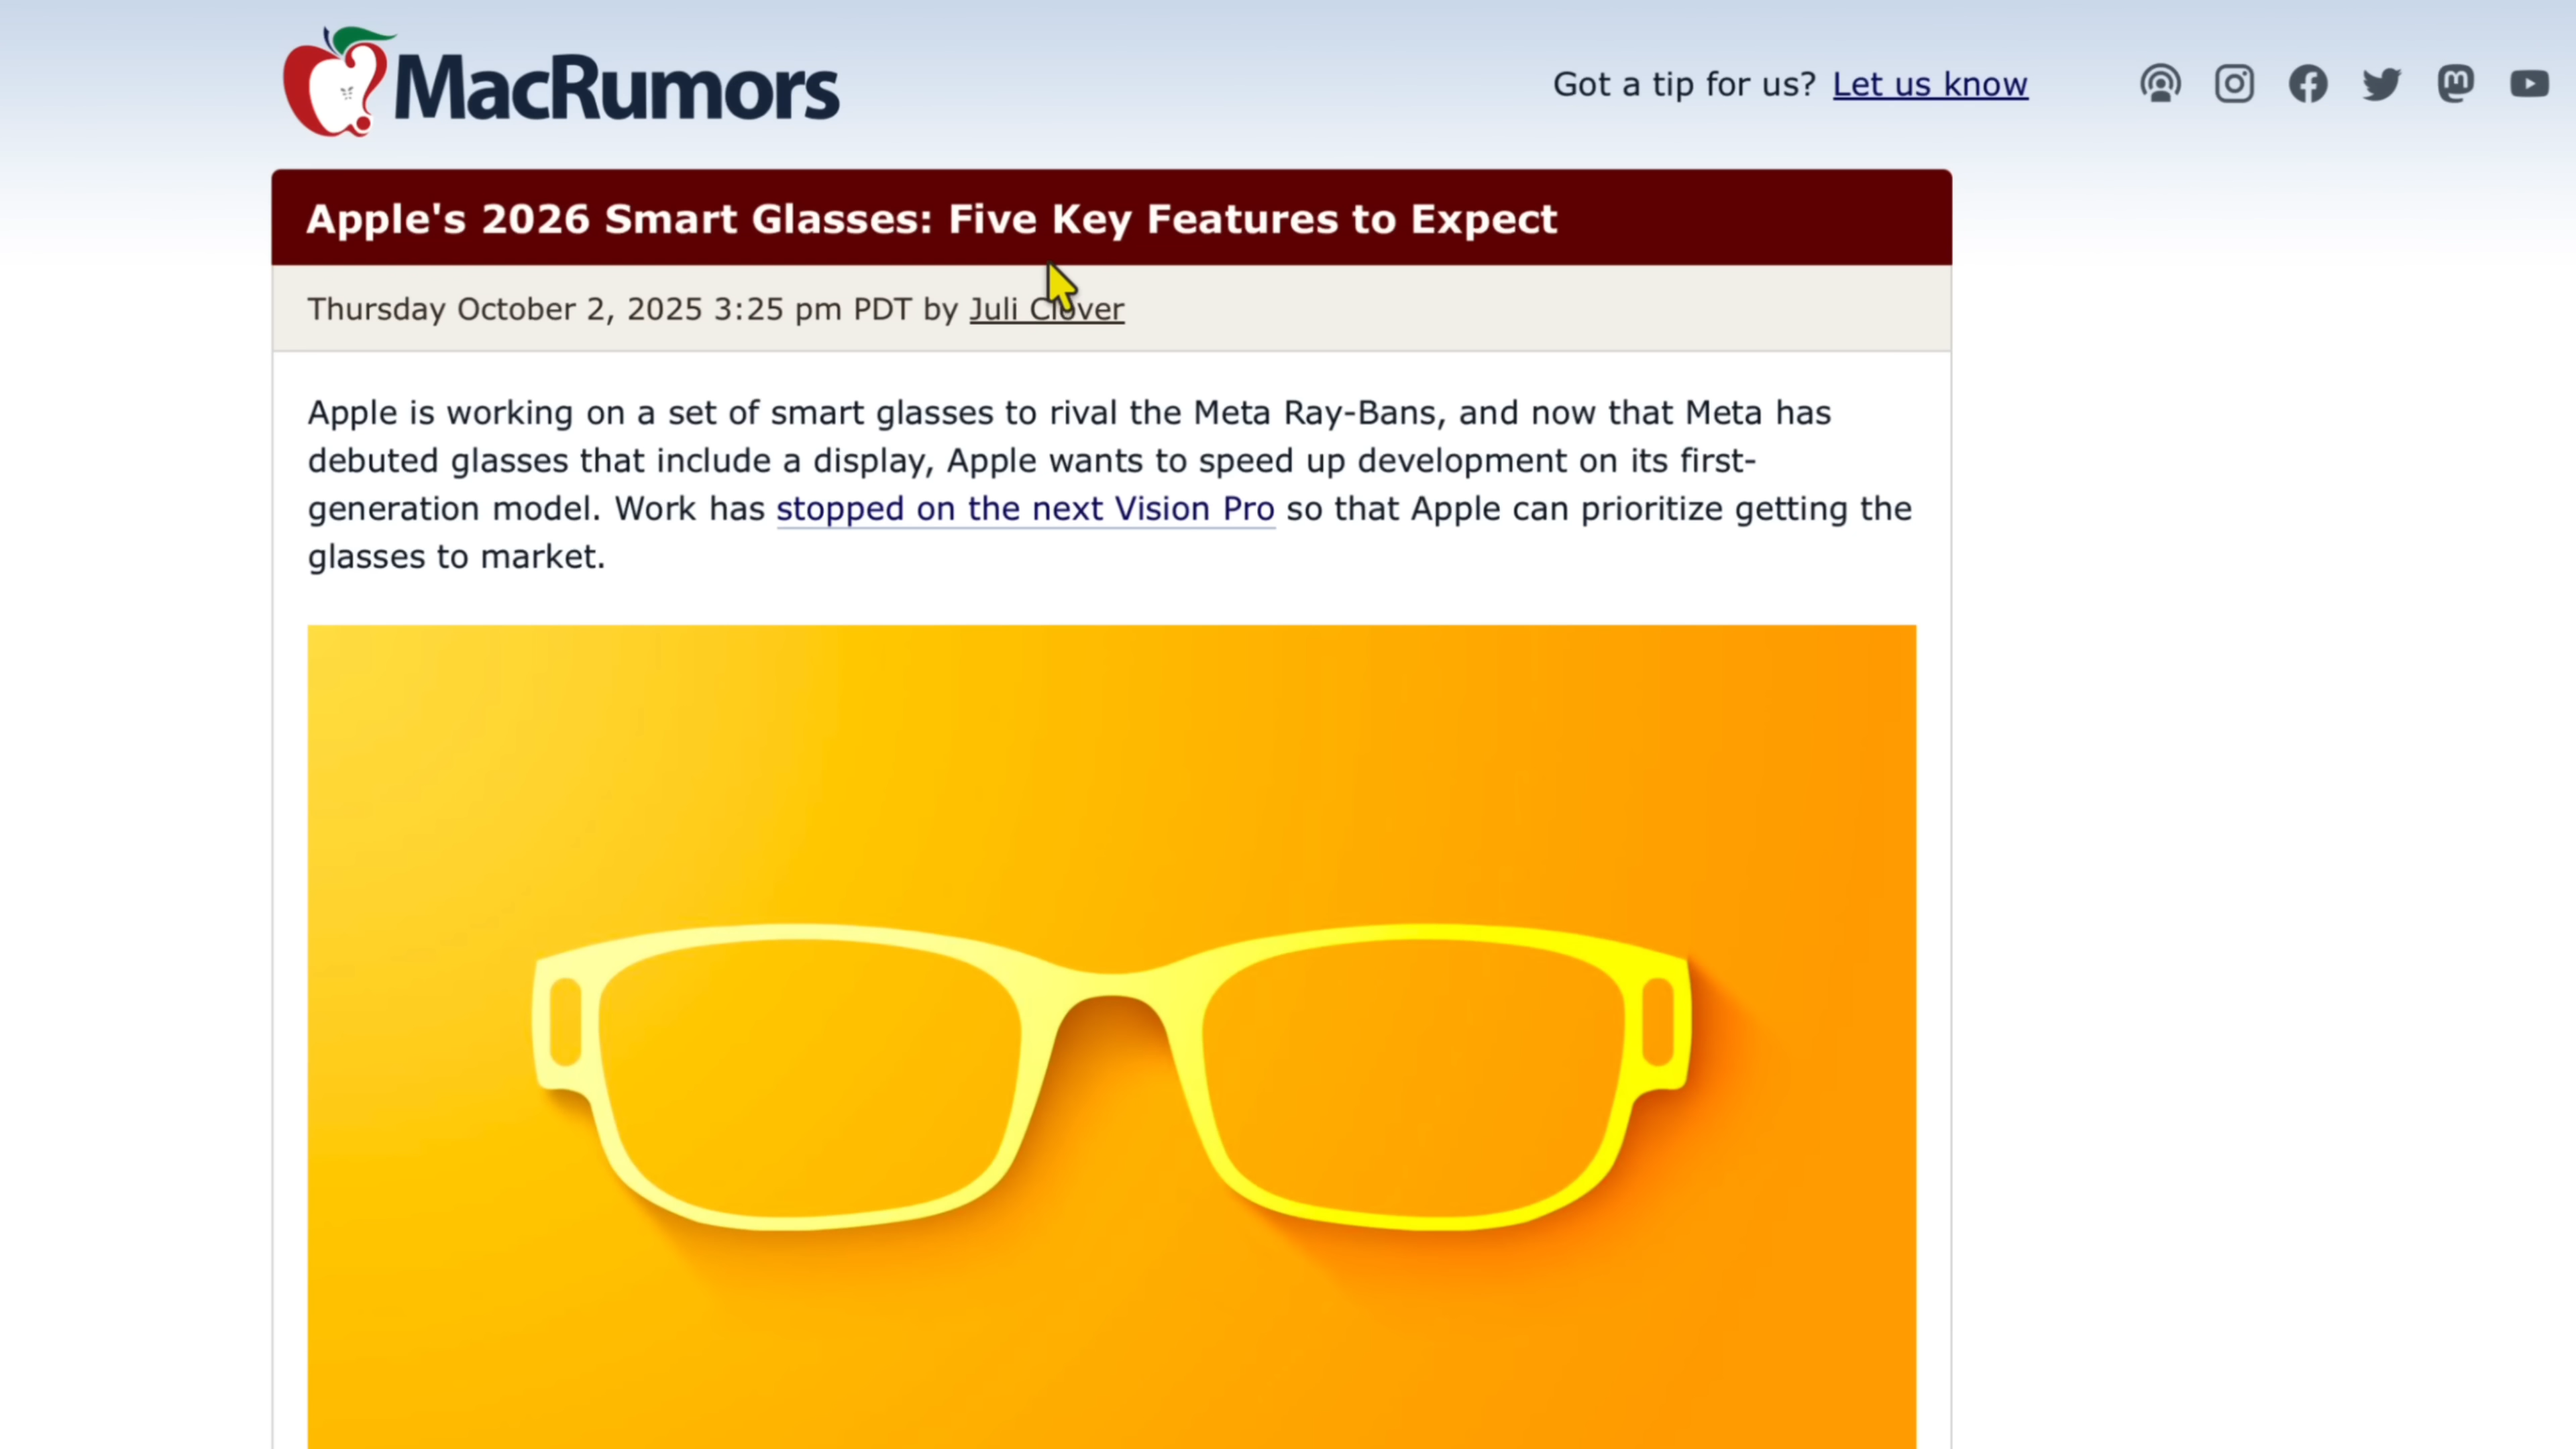 MacRumors
Got a tip for us? Let us know
Apple's 2026 Smart Glasses: Five Key Features to Expect
Thursday October 2, 2025 3:25 pm PDT by Juli Clover
Apple is working on a set of smart glasses to rival the Meta Ray-Bans, and now that Meta has
debuted glasses that include a display, Apple wants to speed up development on its first-
generation model. Work has stopped on the next Vision Pro so that Apple can prioritize getting the
glasses to market.